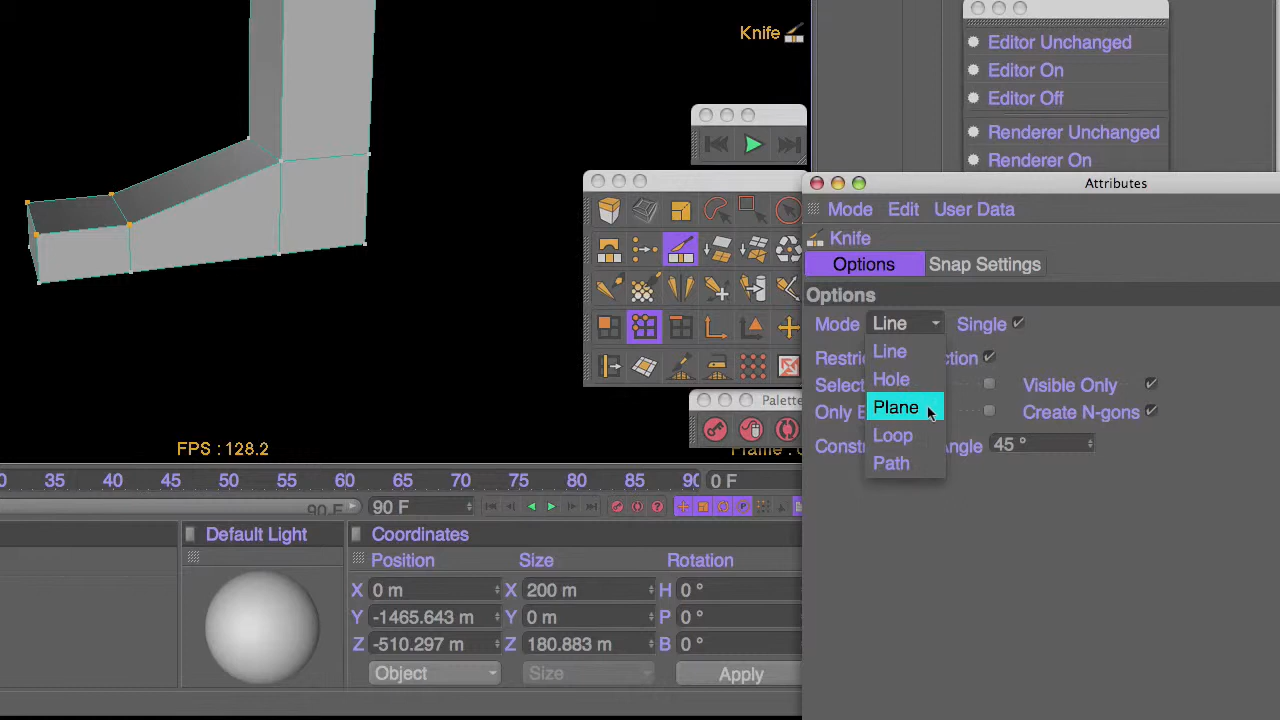 Knife
Editor Unchanged
Editor On
Editor Off
Renderer Unchanged
Renderer On
Attributes
Mode Edit User Data
Knife
Options Snap Settings
Options
Mode Line Single
Line
Hole
Plane
Loop
Path
Visible Only
Create N-gons
Angle 45 °
Palette
FPS : 128.2
40 45 50 55 60 65 70 75 80 85 90 0 F
90 F 90 F
Default Light
Coordinates
Position Size Rotation
X 0 m X 200 m H 0 °
Y -1465.643 m Y 0 m P 0 °
Z -510.297 m Z 180.883 m B 0 °
Object Size Apply